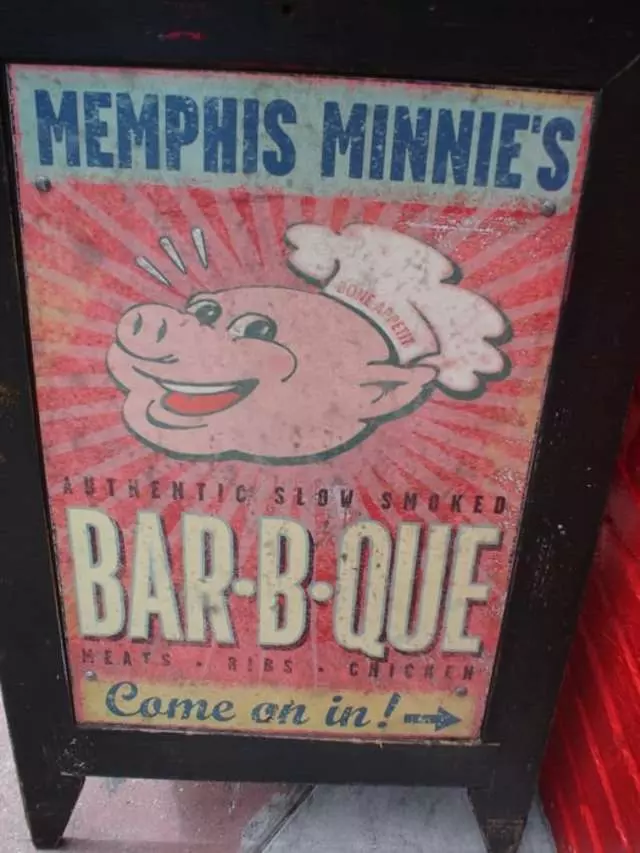 MEMPHIS MINNIE'S
BONE APPETIT
AUTHENTIC SLOW SMOKED
BAR·B·QUE
MEATS · RIBS · CHICKEN
Come on in! →